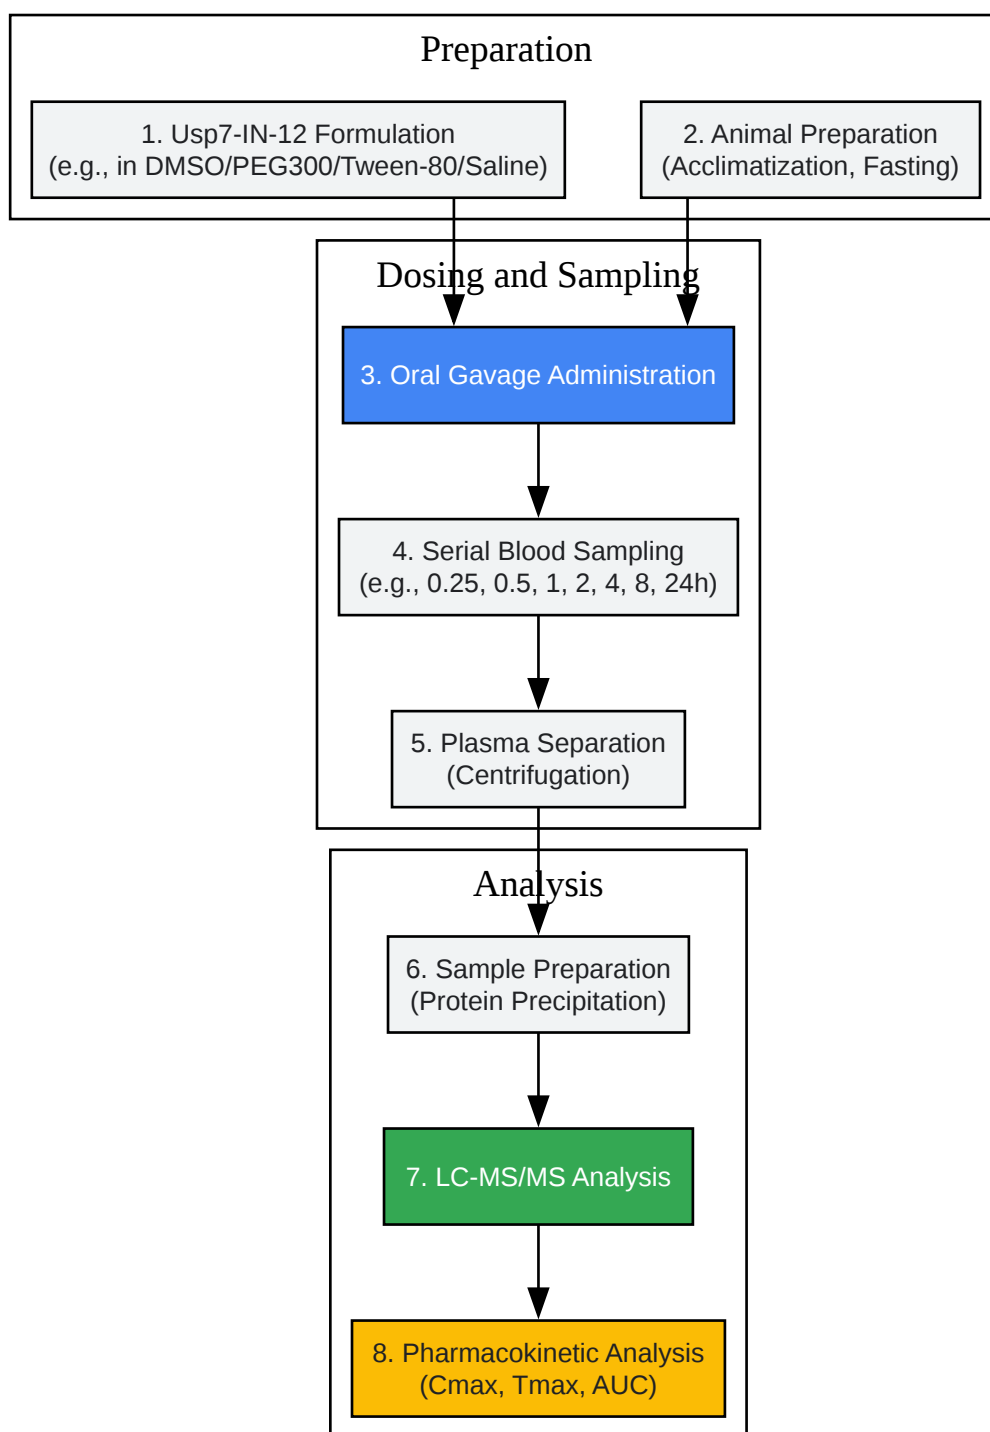 Preparation
1. Usp7-IN-12 Formulation
(e.g., in DMSO/PEG300/Tween-80/Saline)
2. Animal Preparation
(Acclimatization, Fasting)
Dosing and Sampling
3. Oral Gavage Administration
4. Serial Blood Sampling
(e.g., 0.25, 0.5, 1, 2, 4, 8, 24h)
5. Plasma Separation
(Centrifugation)
Analysis
6. Sample Preparation
(Protein Precipitation)
7. LC-MS/MS Analysis
8. Pharmacokinetic Analysis
(Cmax, Tmax, AUC)